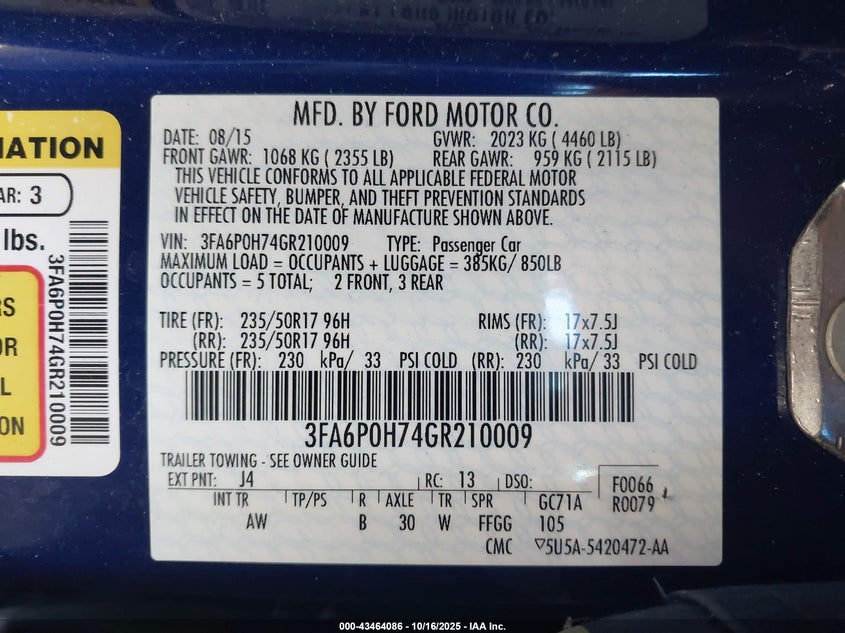 MFD. BY FORD MOTOR CO.
DATE: 08/15 GVWR: 2023 KG ( 4460 LB)
FRONT GAWR: 1068 KG ( 2355 LB) REAR GAWR: 959 KG ( 2115 LB)
THIS VEHICLE CONFORMS TO ALL APPLICABLE FEDERAL MOTOR
VEHICLE SAFETY, BUMPER, AND THEFT PREVENTION STANDARDS
IN EFFECT ON THE DATE OF MANUFACTURE SHOWN ABOVE.
VIN: 3FA6P0H74GR210009 TYPE: Passenger Car
MAXIMUM LOAD = OCCUPANTS + LUGGAGE = 385KG/ 850LB
OCCUPANTS = 5 TOTAL; 2 FRONT, 3 REAR
TIRE (FR): 235/50R17 96H RIMS (FR): 17x7.5J
(RR): 235/50R17 96H (RR): 17x7.5J
PRESSURE (FR): 230 kPa/ 33 PSI COLD (RR): 230 kPa/ 33 PSI COLD
3FA6P0H74GR210009
TRAILER TOWING - SEE OWNER GUIDE
EXT PNT: J4 RC: 13 DSO: F0066
INT TR TP/PS R AXLE TR SPR GC71A R0079
AW B 30 W FFGG 105
CMC 5U5A-5420472-AA
MATION
AR: 3
lbs.
RS
OR
L
ON
3FA6P0H74GR210009
000-43464086 - 10/16/2025 - IAA Inc.